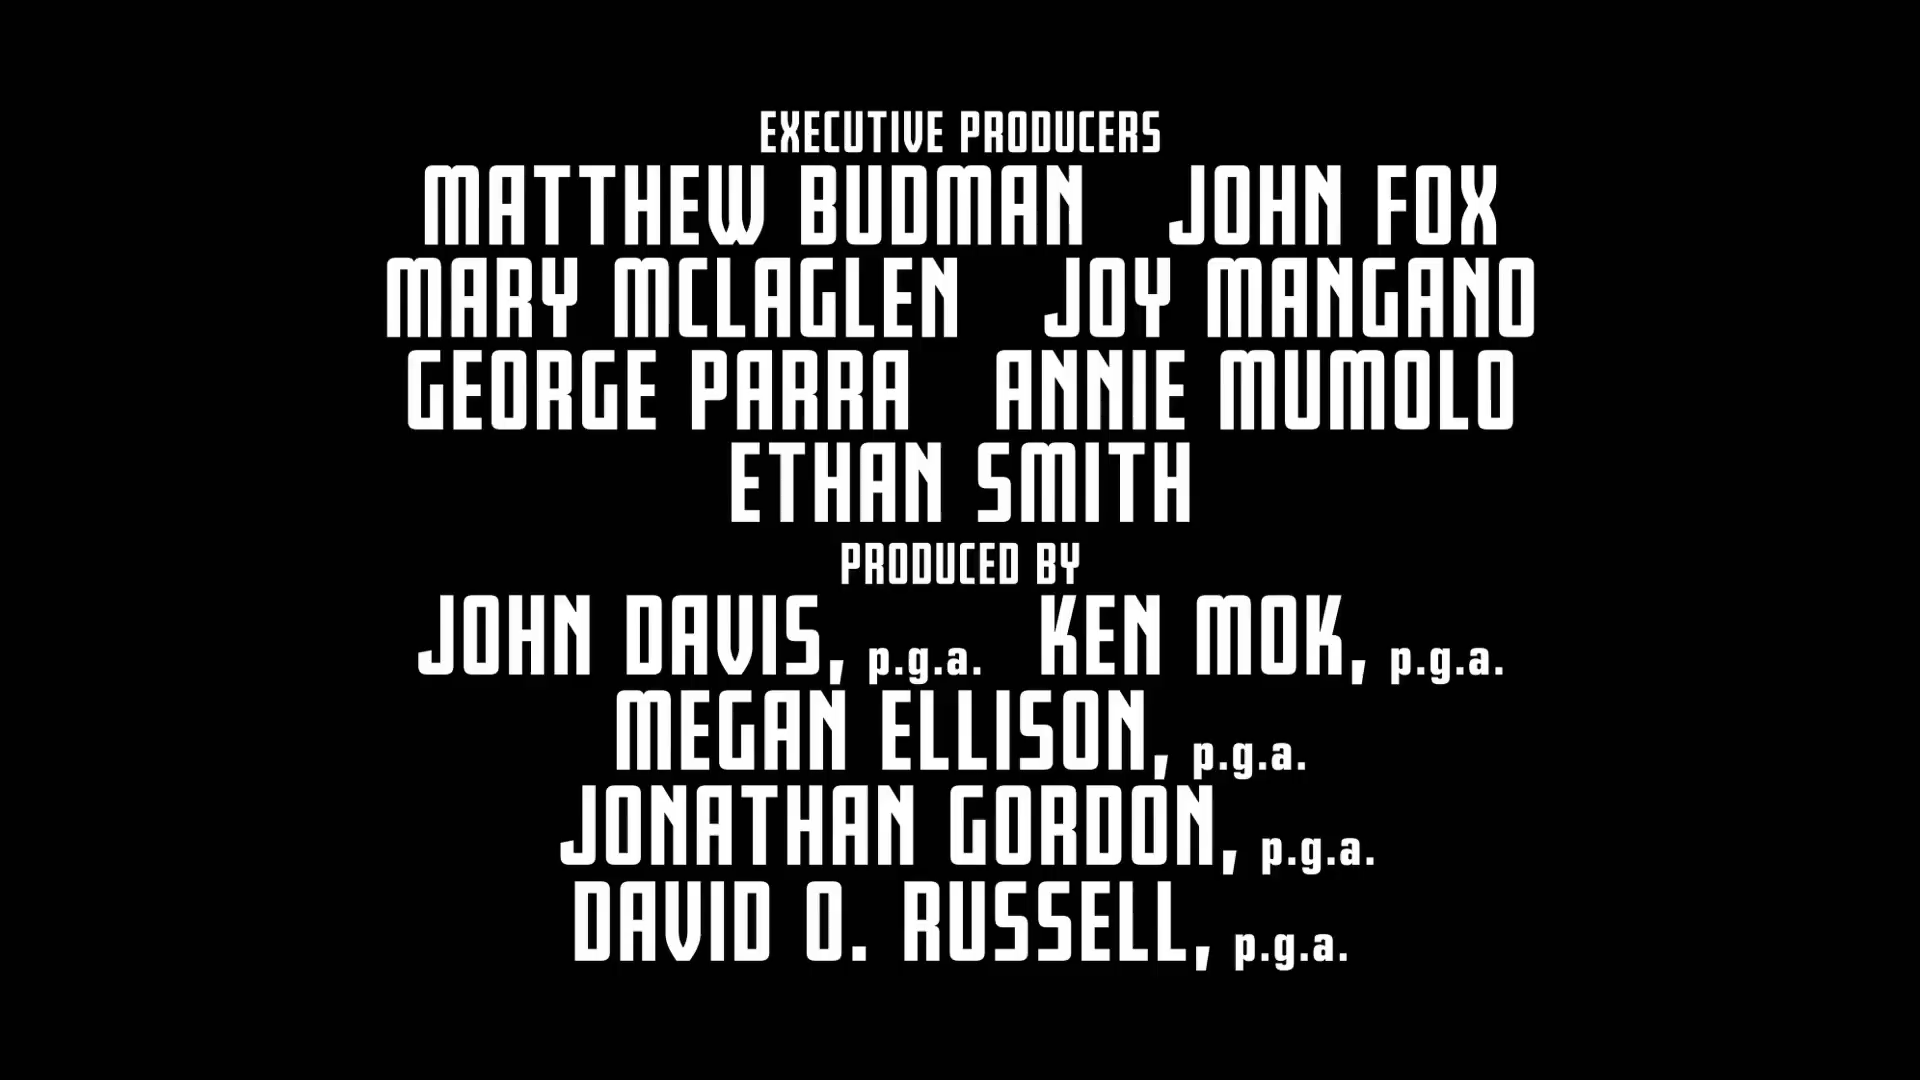 EXECUTIVE PRODUCERS
MATTHEW BUDMAN JOHN FOX
MARY MCLAGLEN JOY MANGANO
GEORGE PARRA ANNIE MUMOLO
ETHAN SMITH
PRODUCED BY
JOHN DAVIS, p.g.a. KEN MOK, p.g.a.
MEGAN ELLISON, p.g.a.
JONATHAN GORDON, p.g.a.
DAVID O. RUSSELL, p.g.a.